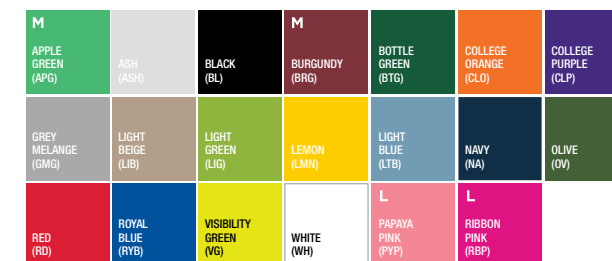 M
APPLE
GREEN
(APG)
ASH
(ASH)
BLACK
(BL)
M
BURGUNDY
(BRG)
BOTTLE
GREEN
(BTG)
COLLEGE
ORANGE
(CLO)
COLLEGE
PURPLE
(CLP)
GREY
MELANGE
(GMG)
LIGHT
BEIGE
(LIB)
LIGHT
GREEN
(LIG)
LEMON
(LMN)
LIGHT
BLUE
(LTB)
NAVY
(NA)
OLIVE
(OV)
RED
(RD)
ROYAL
BLUE
(RYB)
VISIBILITY
GREEN
(VG)
WHITE
(WH)
L
PAPAYA
PINK
(PYP)
L
RIBBON
PINK
(RBP)